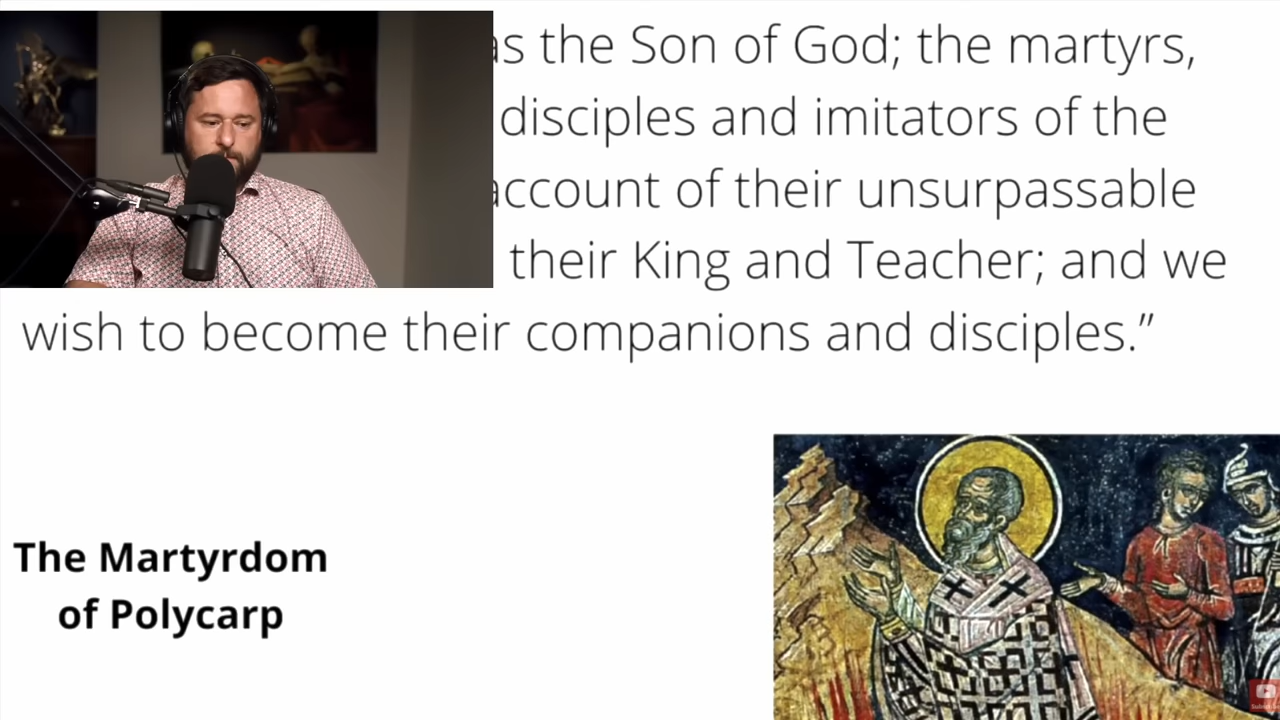 as the Son of God; the martyrs,
disciples and imitators of the
account of their unsurpassable
their King and Teacher; and we
wish to become their companions and disciples.”
The Martyrdom
of Polycarp